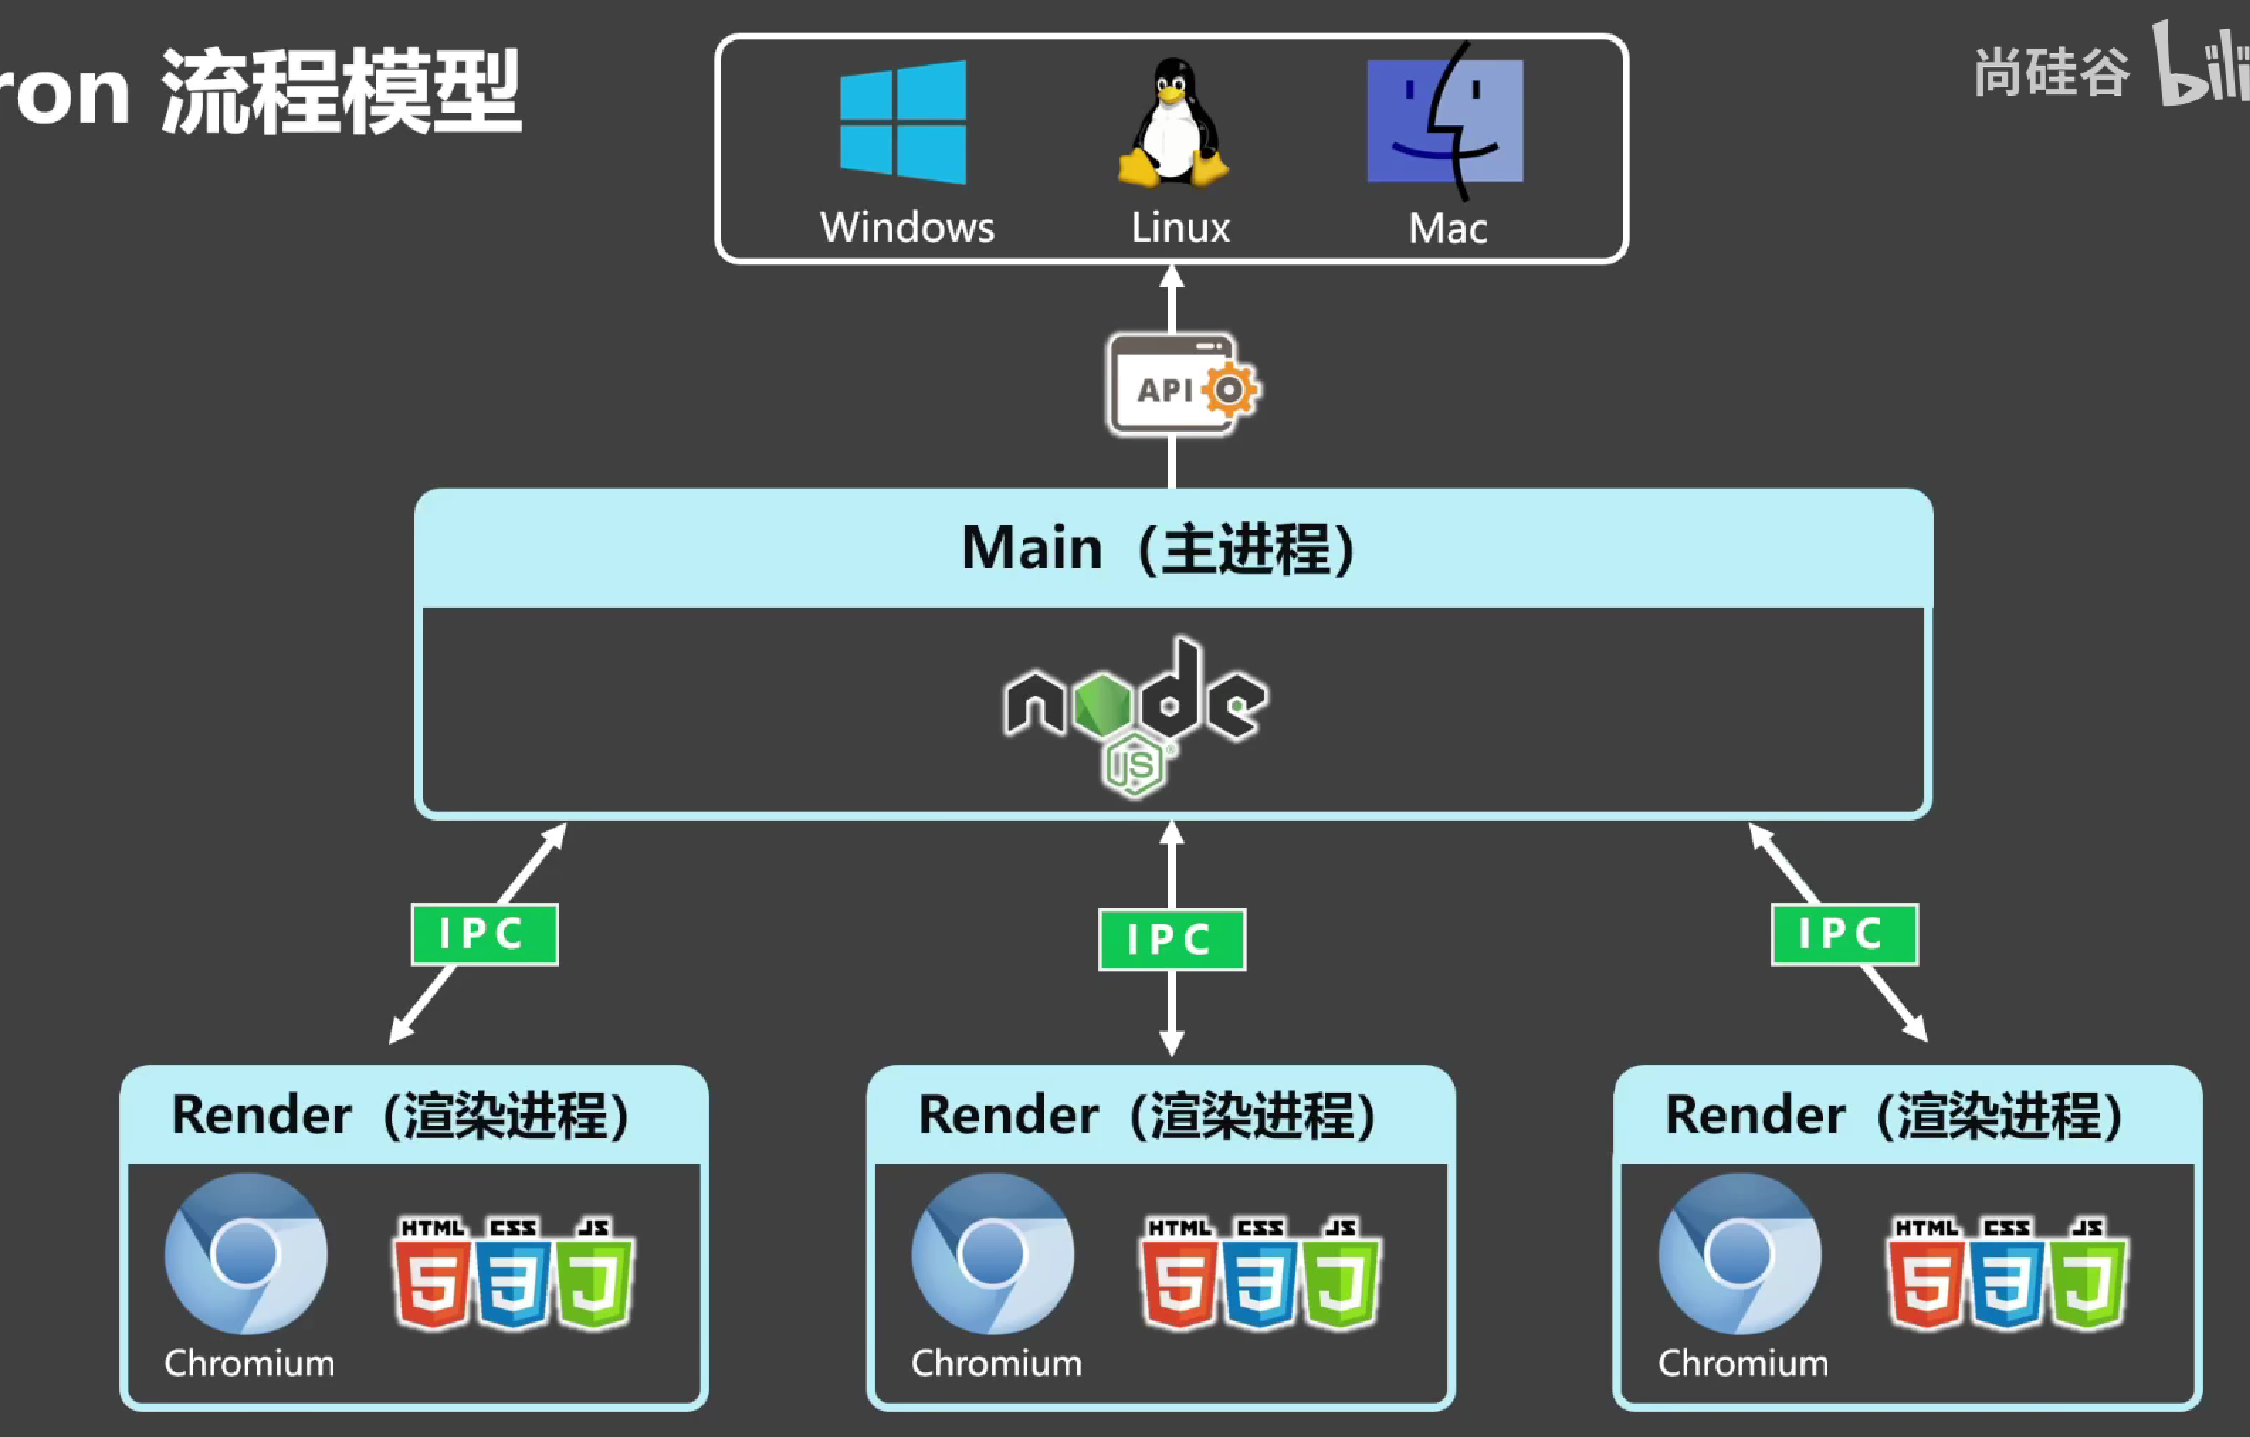 ron 流程模型
尚硅谷 bili
Windows
Linux
Mac
API
Main（主进程）
node
JS
IPC
IPC
IPC
Render（渲染进程）
Render（渲染进程）
Render（渲染进程）
HTML CSS JS
5 3 J
Chromium
HTML CSS JS
5 3 J
Chromium
HTML CSS JS
5 3 J
Chromium